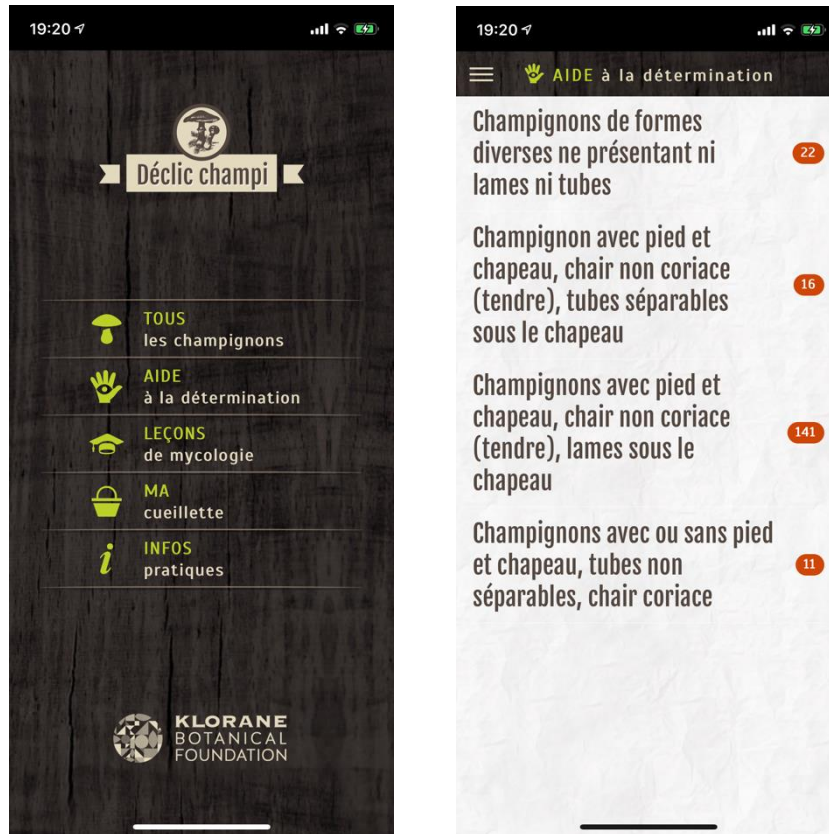 19:20
Déclic champi
TOUS
les champignons
AIDE
à la détermination
LEÇONS
de mycologie
MA
cueillette
INFOS
pratiques
KLORANE
BOTANICAL
FOUNDATION
19:20
AIDE à la détermination
Champignons de formes
diverses ne présentant ni
lames ni tubes
22
Champignon avec pied et
chapeau, chair non coriace
(tendre), tubes séparables
sous le chapeau
16
Champignons avec pied et
chapeau, chair non coriace
(tendre), lames sous le
chapeau
141
Champignons avec ou sans pied
et chapeau, tubes non
séparables, chair coriace
11